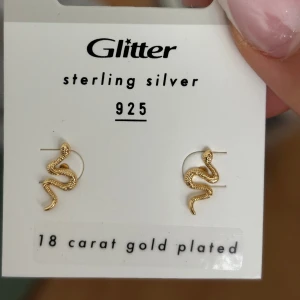 Glitter
sterling silver
925
18 carat gold plated